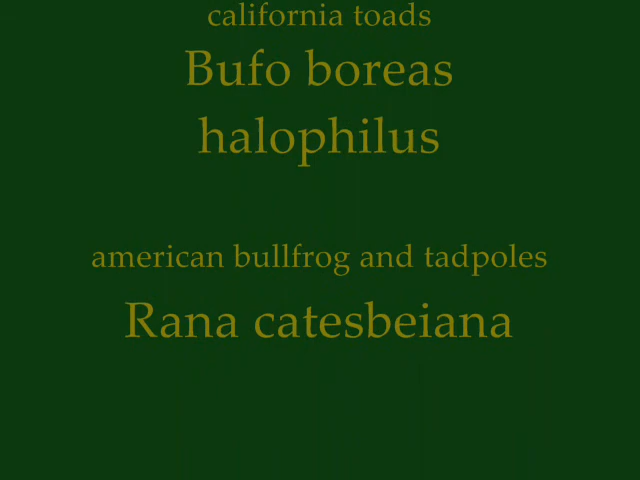 california toads
Bufo boreas
halophilus
american bullfrog and tadpoles
Rana catesbeiana